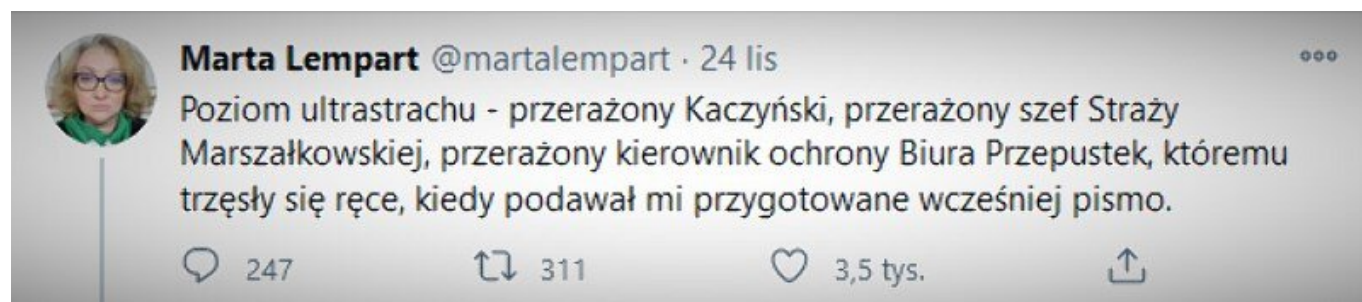 Marta Lempart @martalempart · 24 lis
Poziom ultrastrachu - przerażony Kaczyński, przerażony szef Straży
Marszałkowskiej, przerażony kierownik ochrony Biura Przepustek, któremu
trzęsły się ręce, kiedy podawał mi przygotowane wcześniej pismo.
247 311 3,5 tys.